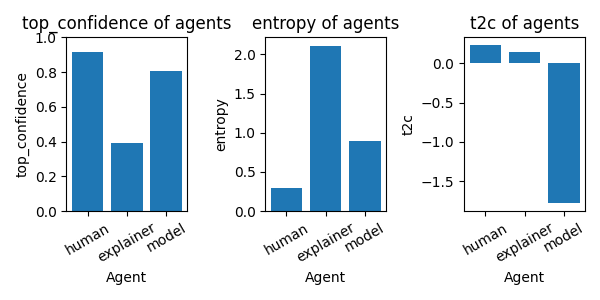 top_confidence of agents
top_confidence
1.0
0.8
0.6
0.4
0.2
0.0
human
explainer
model
Agent
entropy of agents
entropy
2.0
1.5
1.0
0.5
0.0
human
explainer
model
Agent
t2c of agents
t2c
0.0
−0.5
−1.0
−1.5
human
explainer
model
Agent